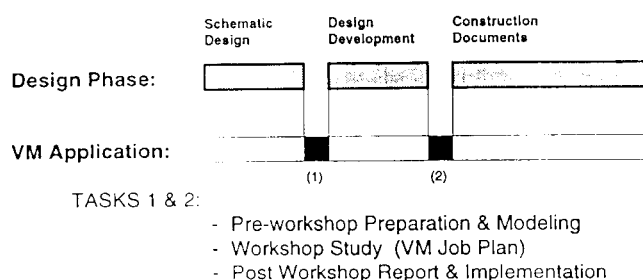 Schematic Design
Design Development
Construction Documents
Design Phase:
VM Application:
(1)
(2)
TASKS 1 & 2:
- Pre-workshop Preparation & Modeling
- Workshop Study (VM Job Plan)
- Post Workshop Report & Implementation